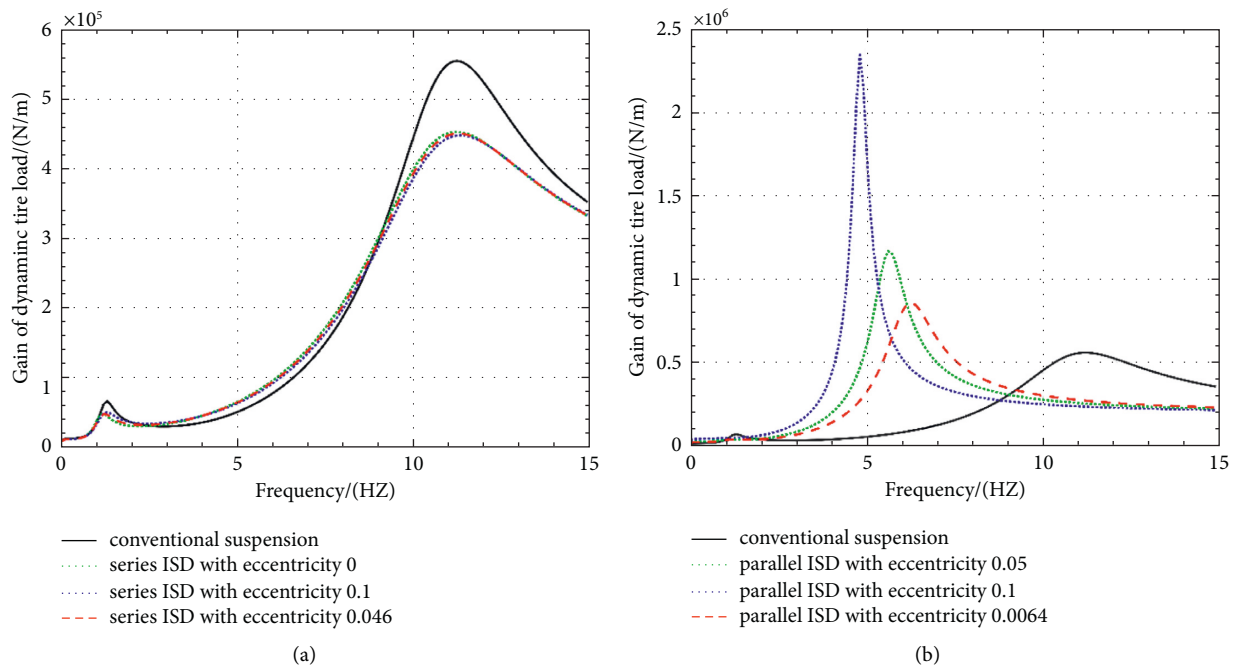 ×10⁵
6
5
4
3
2
1
0
Gain of dynaminc tire load/(N/m)
0
5
10
15
Frequency/(HZ)
conventional suspension
series ISD with eccentricity 0
series ISD with eccentricity 0.1
series ISD with eccentricity 0.046
(a)
×10⁶
2.5
2
1.5
1
0.5
0
Gain of dynamic tire load/(N/m)
0
5
10
15
Frequency/(HZ)
conventional suspension
parallel ISD with eccentricity 0.05
parallel ISD with eccentricity 0.1
parallel ISD with eccentricity 0.0064
(b)